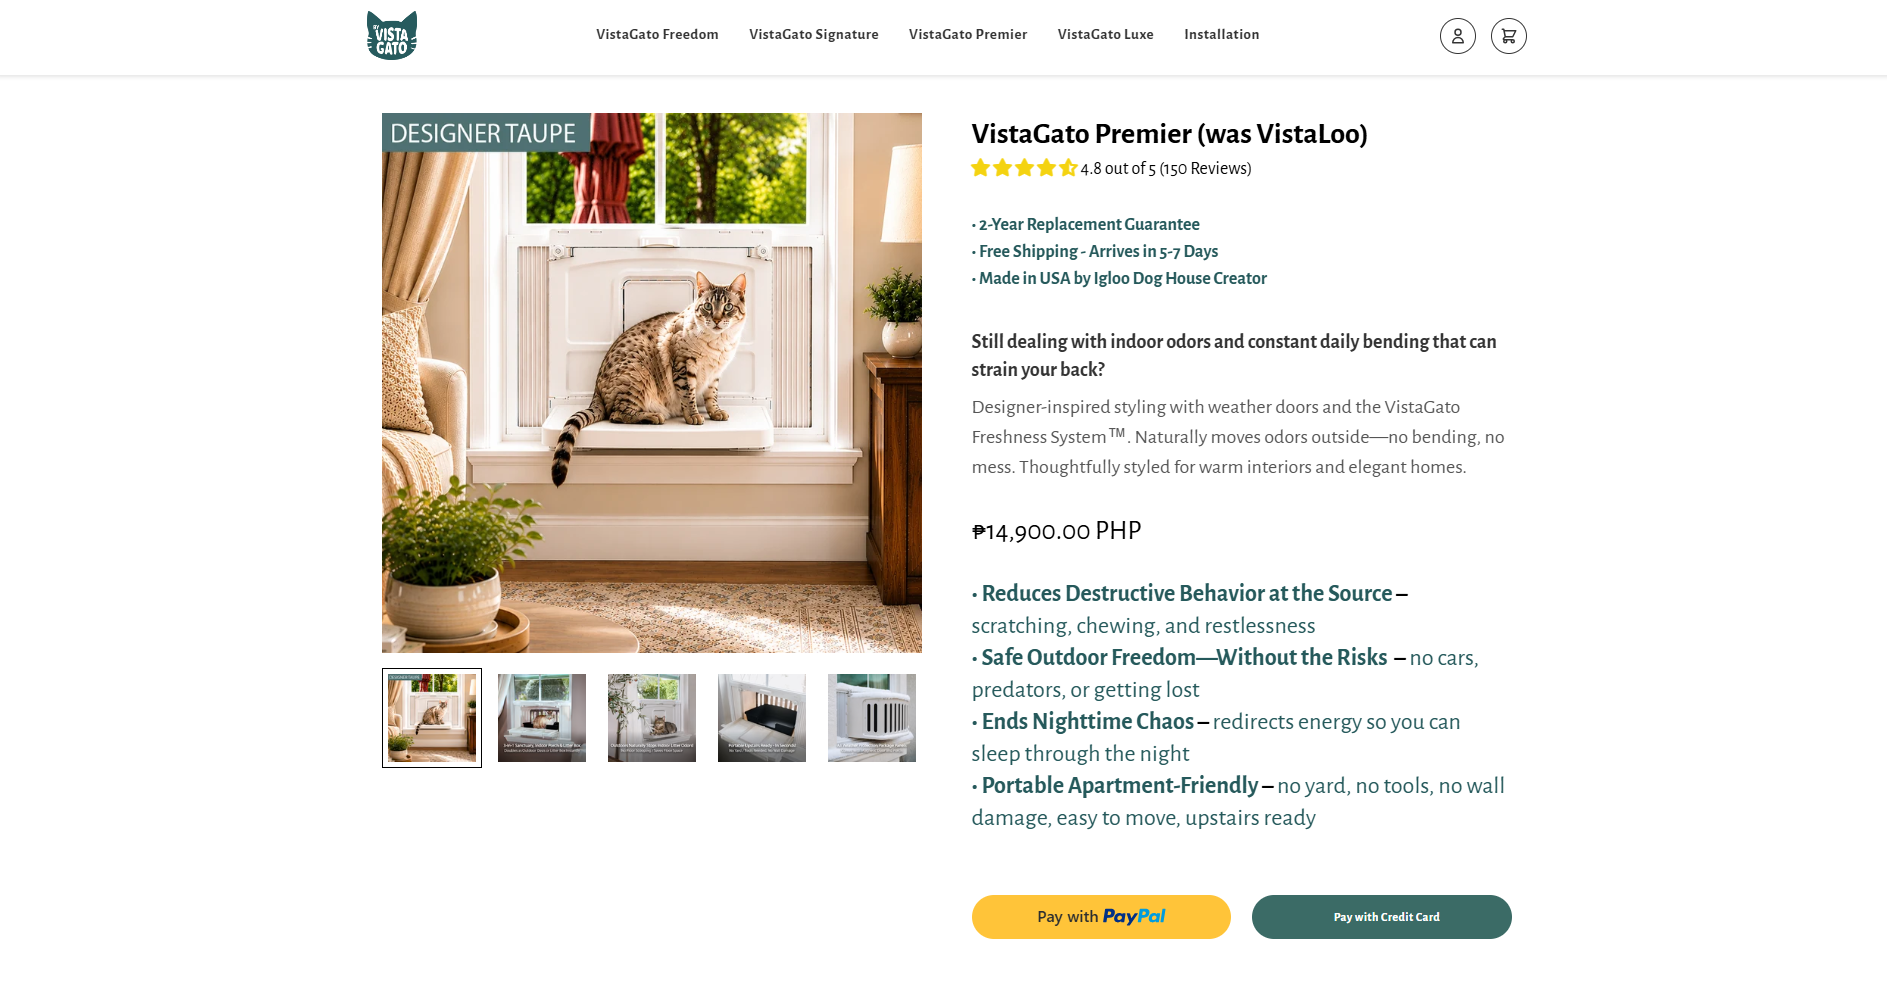 BY
VISTA
GATO
VistaGato Freedom
VistaGato Signature
VistaGato Premier
VistaGato Luxe
Installation
DESIGNER TAUPE
VistaGato Premier (was VistaLoo)
4.8 out of 5 (150 Reviews)
• 2-Year Replacement Guarantee
• Free Shipping - Arrives in 5-7 Days
• Made in USA by Igloo Dog House Creator
Still dealing with indoor odors and constant daily bending that can
strain your back?
Designer-inspired styling with weather doors and the VistaGato
Freshness System™. Naturally moves odors outside—no bending, no
mess. Thoughtfully styled for warm interiors and elegant homes.
₱14,900.00 PHP
• Reduces Destructive Behavior at the Source –
scratching, chewing, and restlessness
• Safe Outdoor Freedom—Without the Risks – no cars,
predators, or getting lost
• Ends Nighttime Chaos – redirects energy so you can
sleep through the night
• Portable Apartment-Friendly – no yard, no tools, no wall
damage, easy to move, upstairs ready
Pay with PayPal
Pay with Credit Card